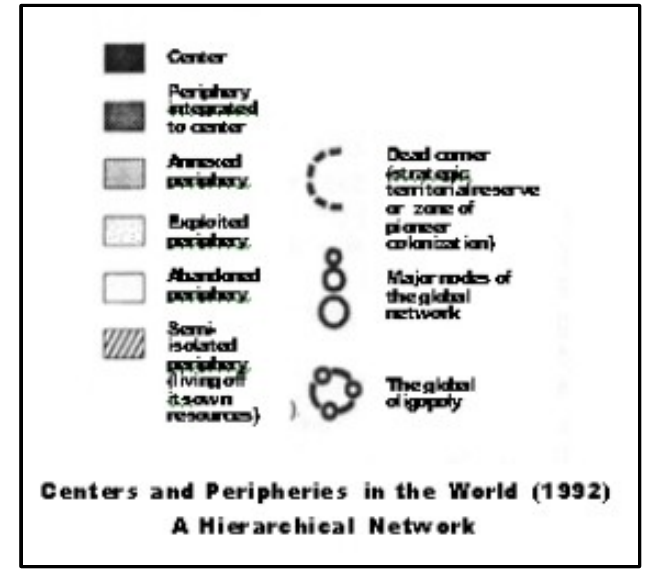 Center
Periphery
integrated
to center
Annexed
periphery
Exploited
periphery
Abandoned
periphery
Semi-
isolated
periphery
(living off
its own
resources)
Dead corner
(strategic
territorial reserve
or zone of
pioneer
colonization)
Major nodes of
the global
network
The global
oligopoly
Centers and Peripheries in the World (1992)
A Hierarchical Network